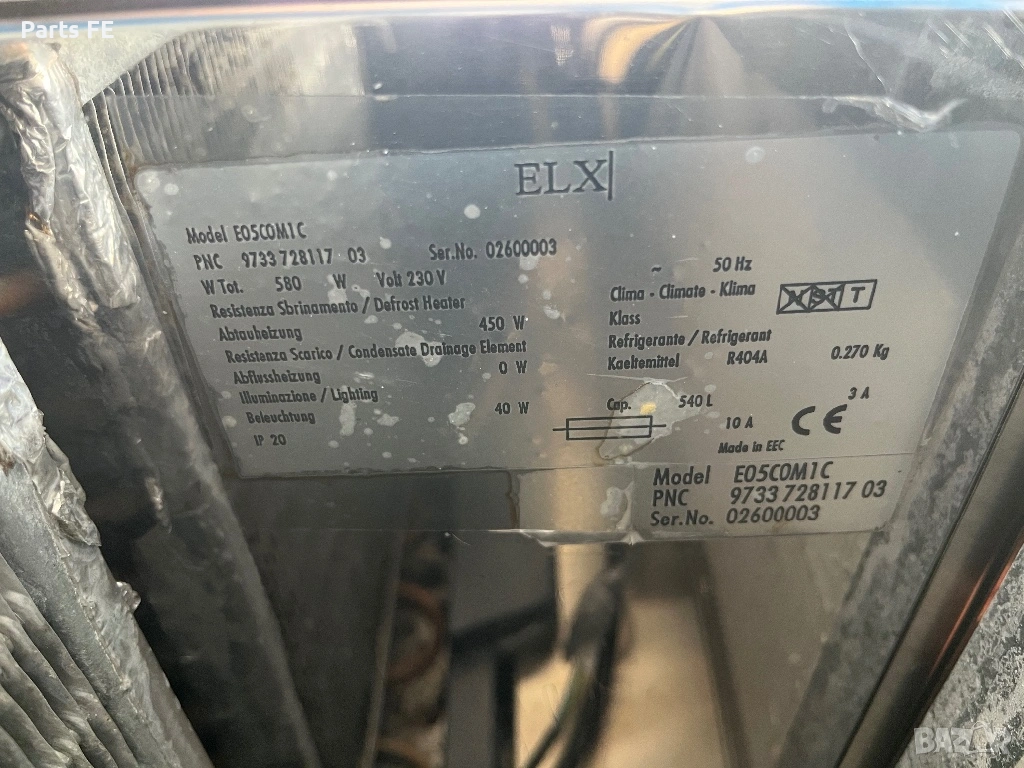 Parts FE
ELX
Model E05COM1C
PNC 9733 728117 03 Ser.No. 02600003
W Tot. 580 W Volt 230 V ~ 50 Hz
Resistenza Sbrinamento / Defrost Heater
Abtauheizung 450 W
Resistenza Scarico / Condensate Drainage Element
Abflussheizung 0 W
Illuminazione / Lighting
Beleuchtung 40 W
IP 20
Clima - Climate - Klima
Klass T
Refrigerante / Refrigerant
Kaeltemittel R404A 0.270 Kg
Cap. 540 L 3 A
10 A CE
Made in EEC
Model E05COM1C
PNC 9733 728117 03
Ser.No. 02600003
BAZAR